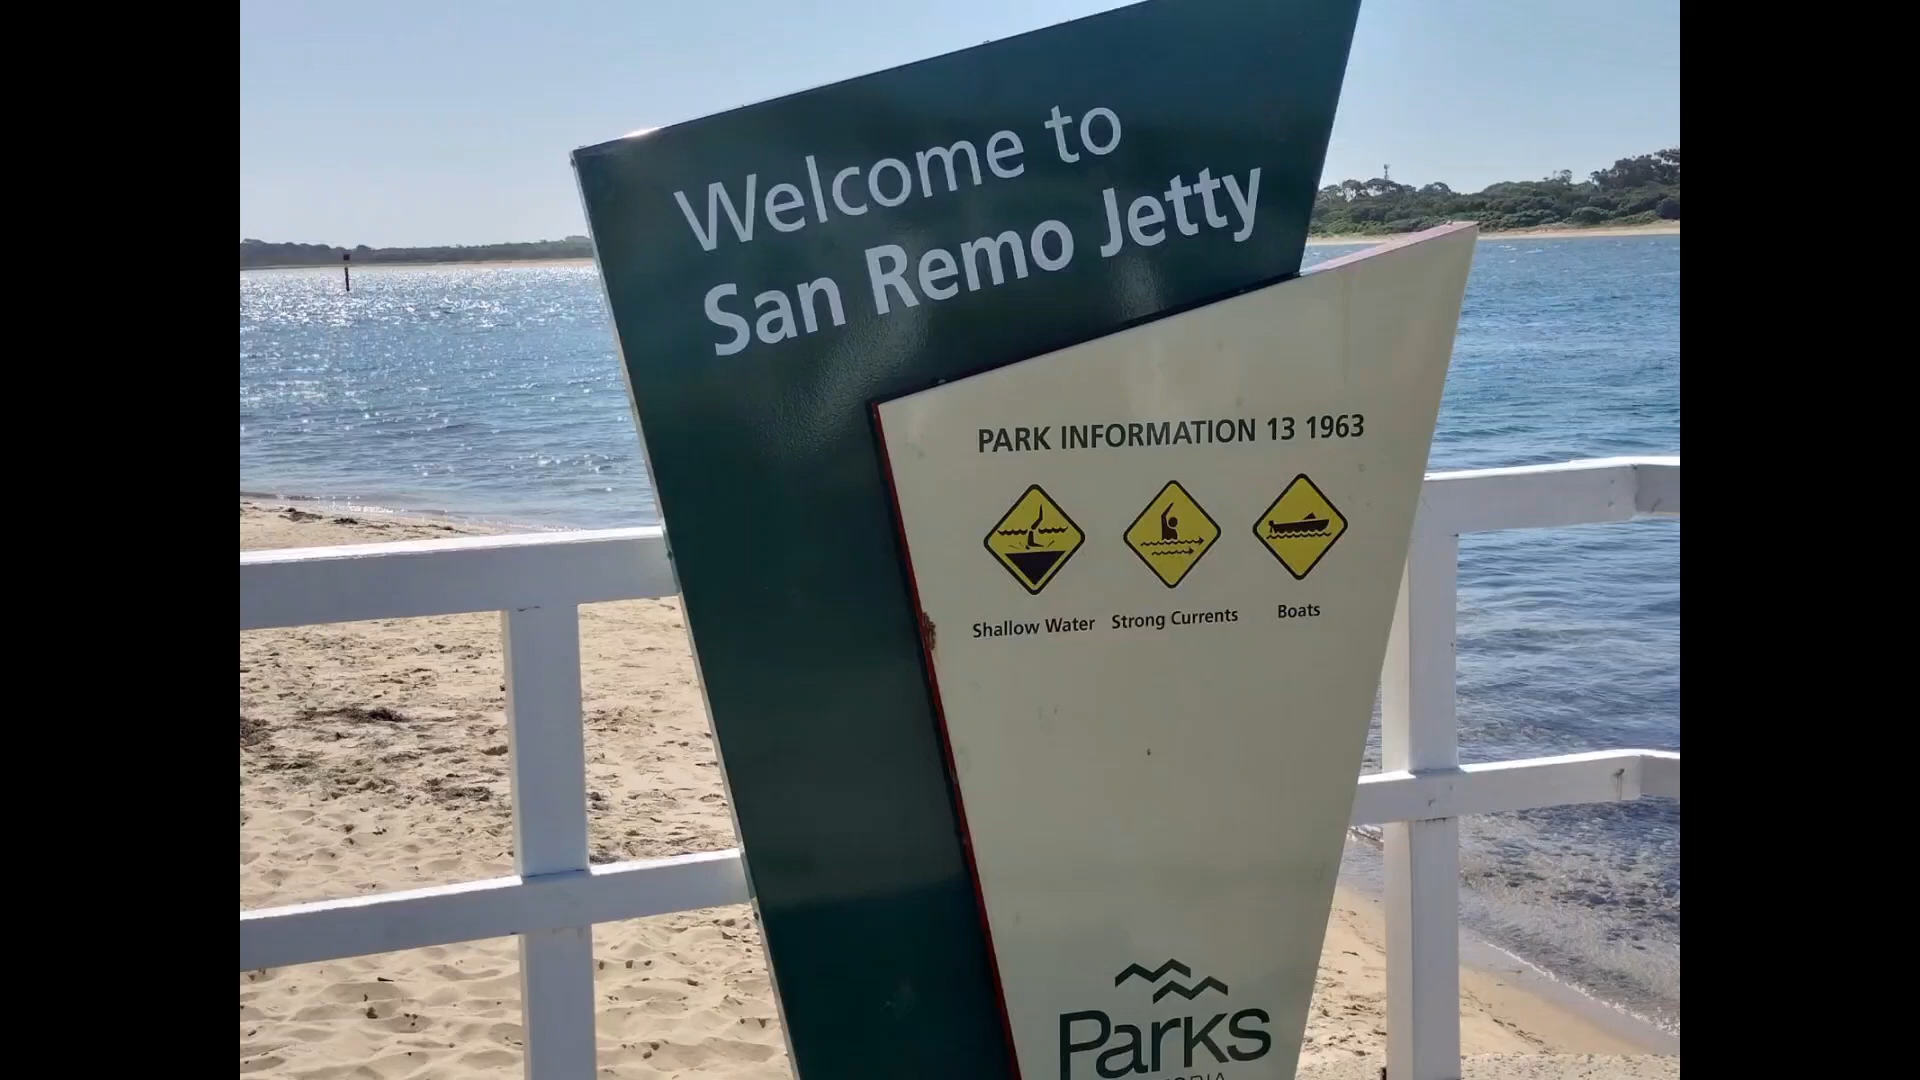 Welcome to
San Remo Jetty
PARK INFORMATION 13 1963
Shallow Water Strong Currents Boats
Parks